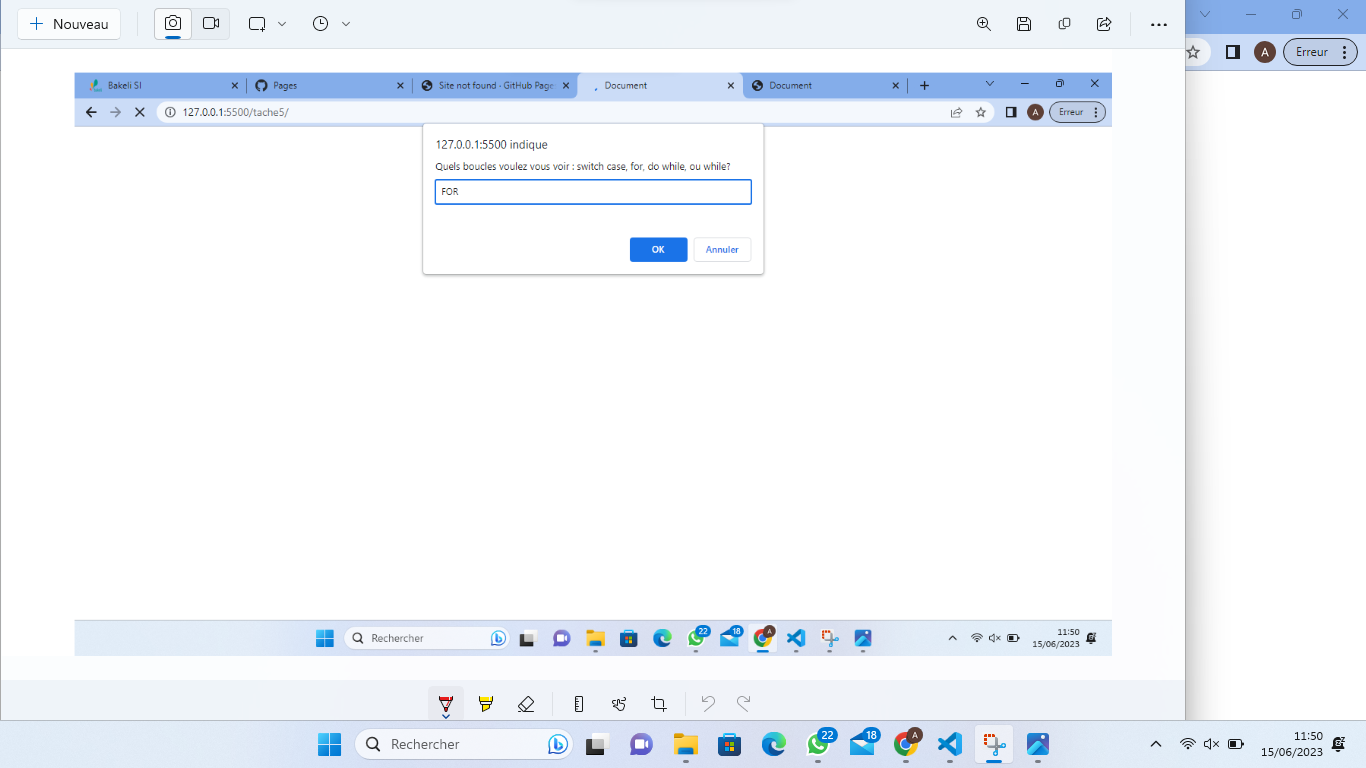 Nouveau
A
Erreur
Bakeli SI
Pages
Site not found · GitHub Page
Document
Document
127.0.0.1:5500/tache5/
A
Erreur
127.0.0.1:5500 indique
Quels boucles voulez vous voir : switch case, for, do while, ou while?
FOR
OK
Annuler
Rechercher
22
18
A
11:50
15/06/2023
Rechercher
22
18
A
11:50
15/06/2023